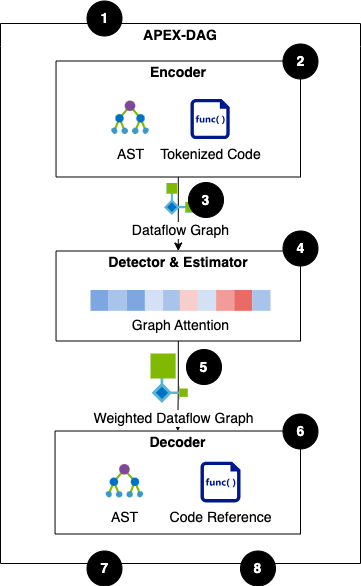 1
APEX-DAG
2
Encoder
func( )
AST Tokenized Code
3
Dataflow Graph
4
Detector & Estimator
Graph Attention
5
Weighted Dataflow Graph
6
Decoder
func( )
AST Code Reference
7 8